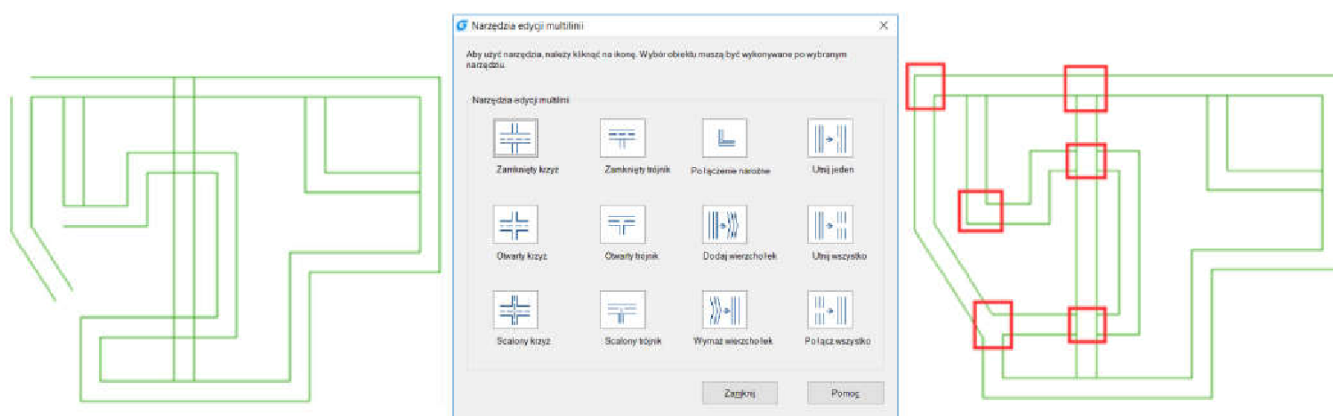 Narzędzia edycji multilinii
Aby użyć narzędzia, należy kliknąć na ikonę. Wybór obiektu maszą być wykonywane po wybranym
narzędziu.
Narzędzia edycji multilinii
Zamknięty krzyż
Zamknięty trójnik
Połączenie narożne
Utnij jeden
Otwarty krzyż
Otwarty trójnik
Dodaj wierzchołek
Utnij wszystko
Scalony krzyż
Scalony trójnik
Wymaż wierzchołek
Połącz wszystko
Zamknij
Pomoc